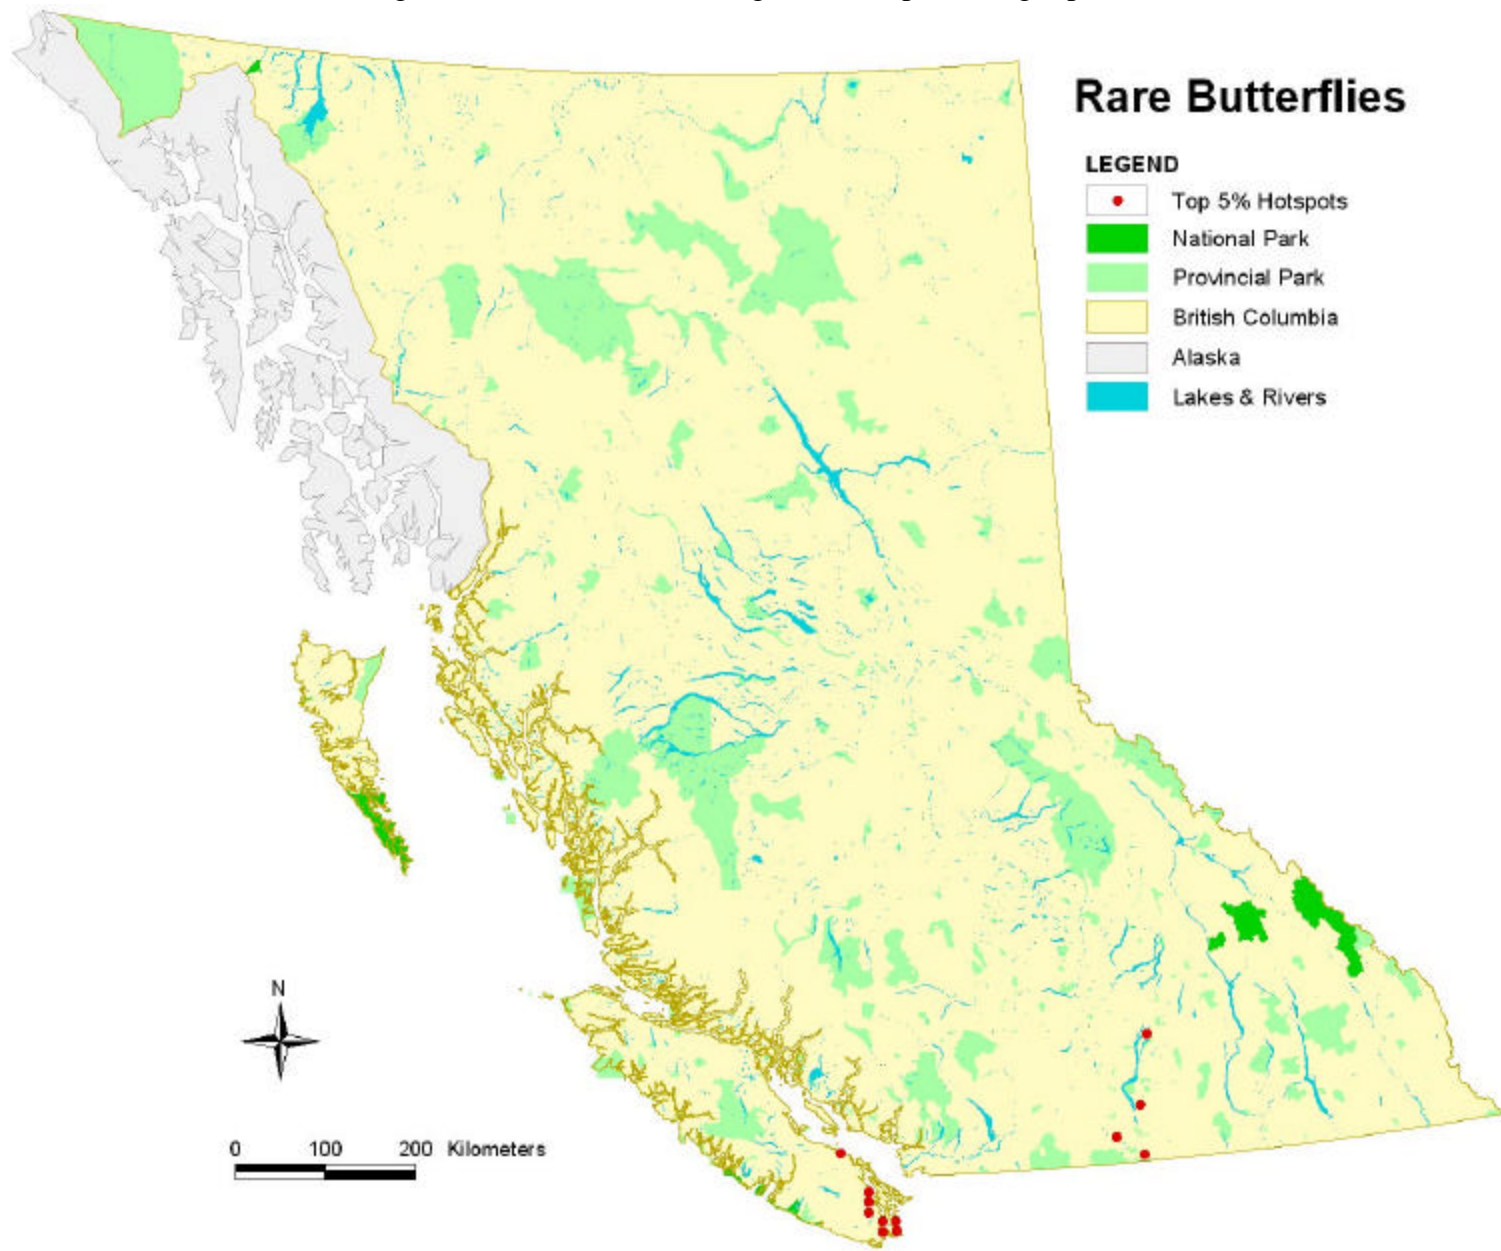 Rare Butterflies
LEGEND
Top 5% Hotspots
National Park
Provincial Park
British Columbia
Alaska
Lakes & Rivers
N
0 100 200 Kilometers